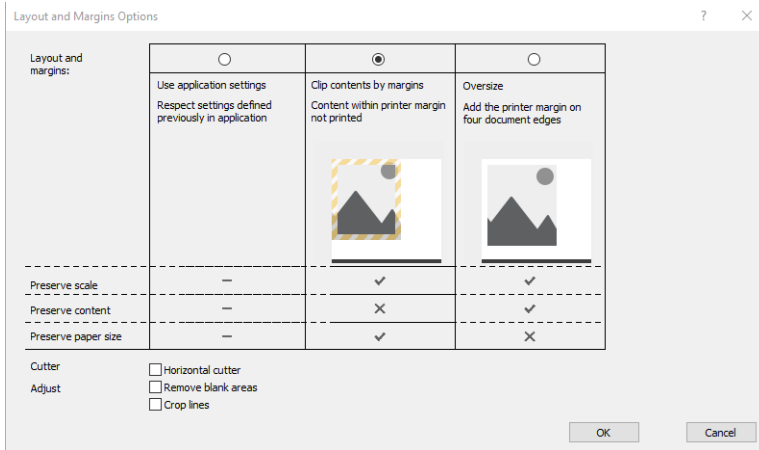 Layout and Margins Options
Layout and
margins:
Use application settings
Respect settings defined
previously in application
Clip contents by margins
Content within printer margin
not printed
Oversize
Add the printer margin on
four document edges
Preserve scale
Preserve content
Preserve paper size
Cutter
Horizontal cutter
Adjust
Remove blank areas
Crop lines
OK
Cancel